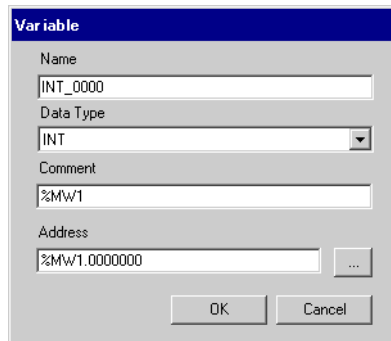 Variable
Name
INT_0000
Data Type
INT
Comment
%MW1
Address
%MW1.0000000
...
OK Cancel